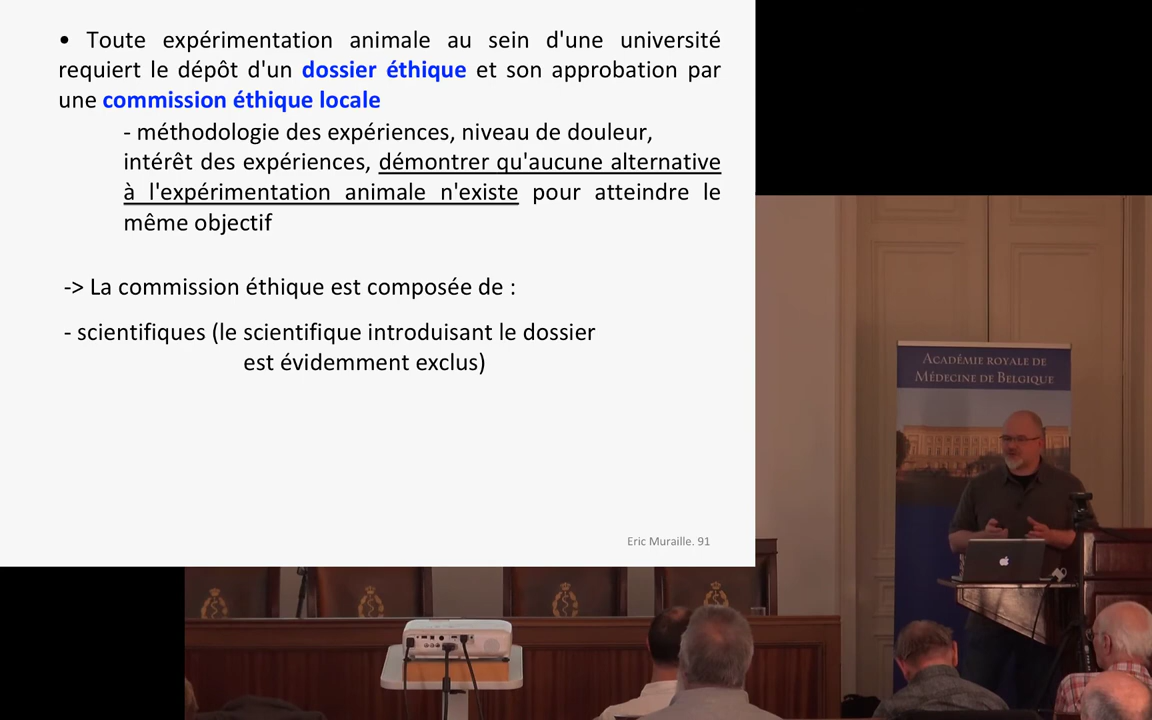 • Toute expérimentation animale au sein d'une université
requiert le dépôt d'un dossier éthique et son approbation par
une commission éthique locale
- méthodologie des expériences, niveau de douleur,
intérêt des expériences, démontrer qu'aucune alternative
à l'expérimentation animale n'existe pour atteindre le
même objectif
-> La commission éthique est composée de :
- scientifiques (le scientifique introduisant le dossier
est évidemment exclus)
Eric Muraille. 91
Académie royale de
Médecine de Belgique